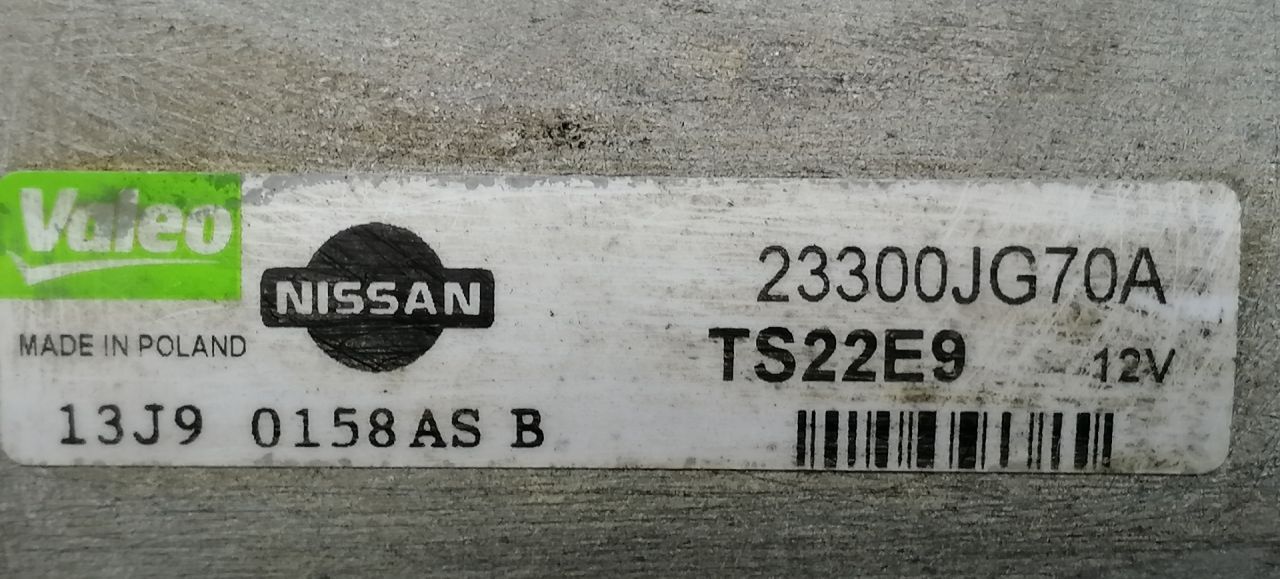 Valeo
NISSAN
23300JG70A
MADE IN POLAND
TS22E9 12V
13J9 0158AS B